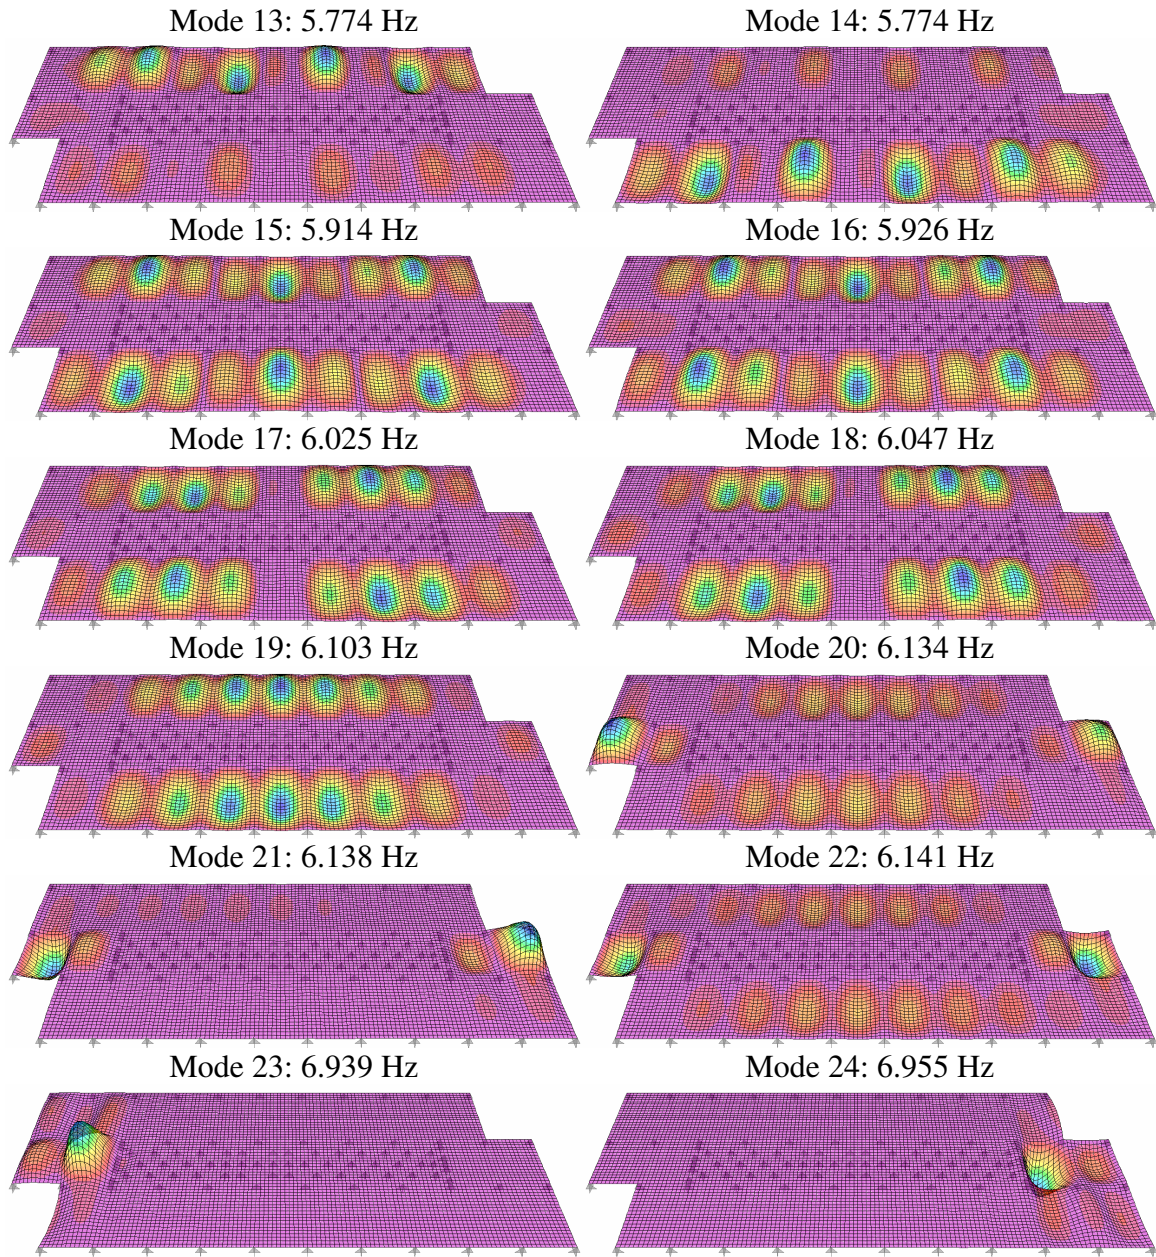 Mode 13: 5.774 Hz
Mode 14: 5.774 Hz
Mode 15: 5.914 Hz
Mode 16: 5.926 Hz
Mode 17: 6.025 Hz
Mode 18: 6.047 Hz
Mode 19: 6.103 Hz
Mode 20: 6.134 Hz
Mode 21: 6.138 Hz
Mode 22: 6.141 Hz
Mode 23: 6.939 Hz
Mode 24: 6.955 Hz